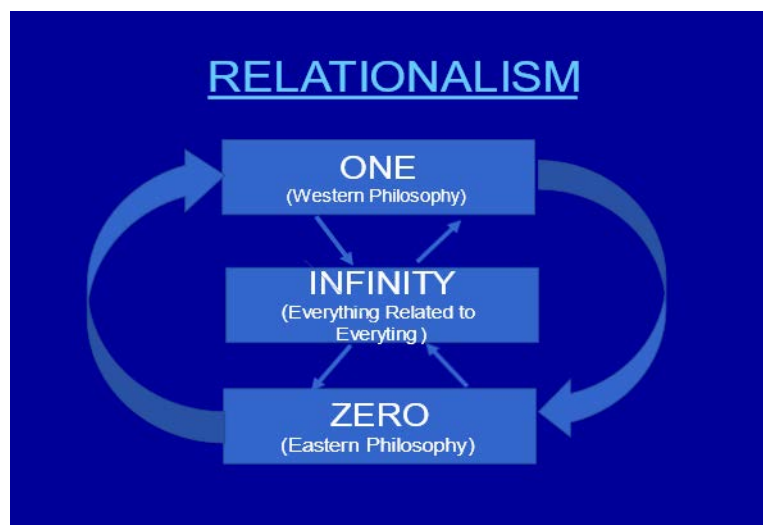 RELATIONALISM
ONE
(Western Philosophy)
INFINITY
(Everything Related to
Everyting )
ZERO
(Eastern Philosophy)